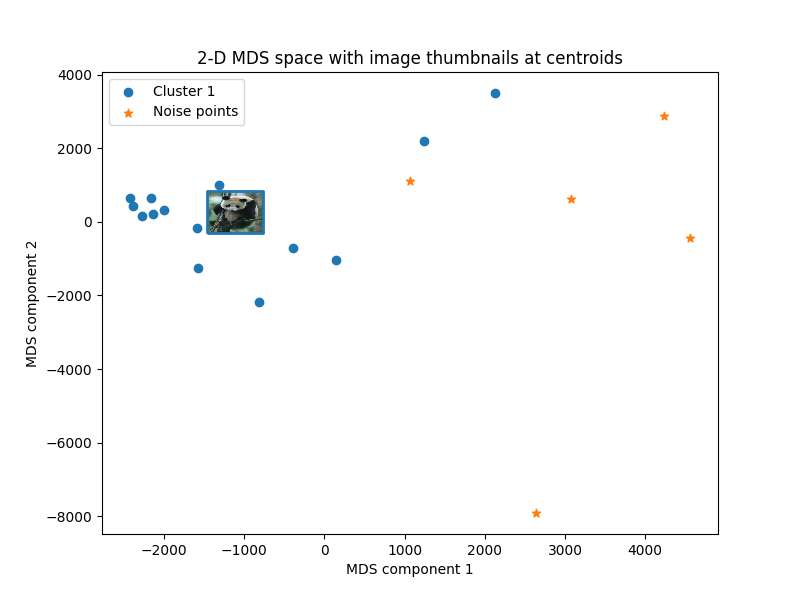 2-D MDS space with image thumbnails at centroids
4000
2000
0
−2000
−4000
−6000
−8000
MDS component 2
Cluster 1
Noise points
−2000
−1000
0
1000
2000
3000
4000
MDS component 1